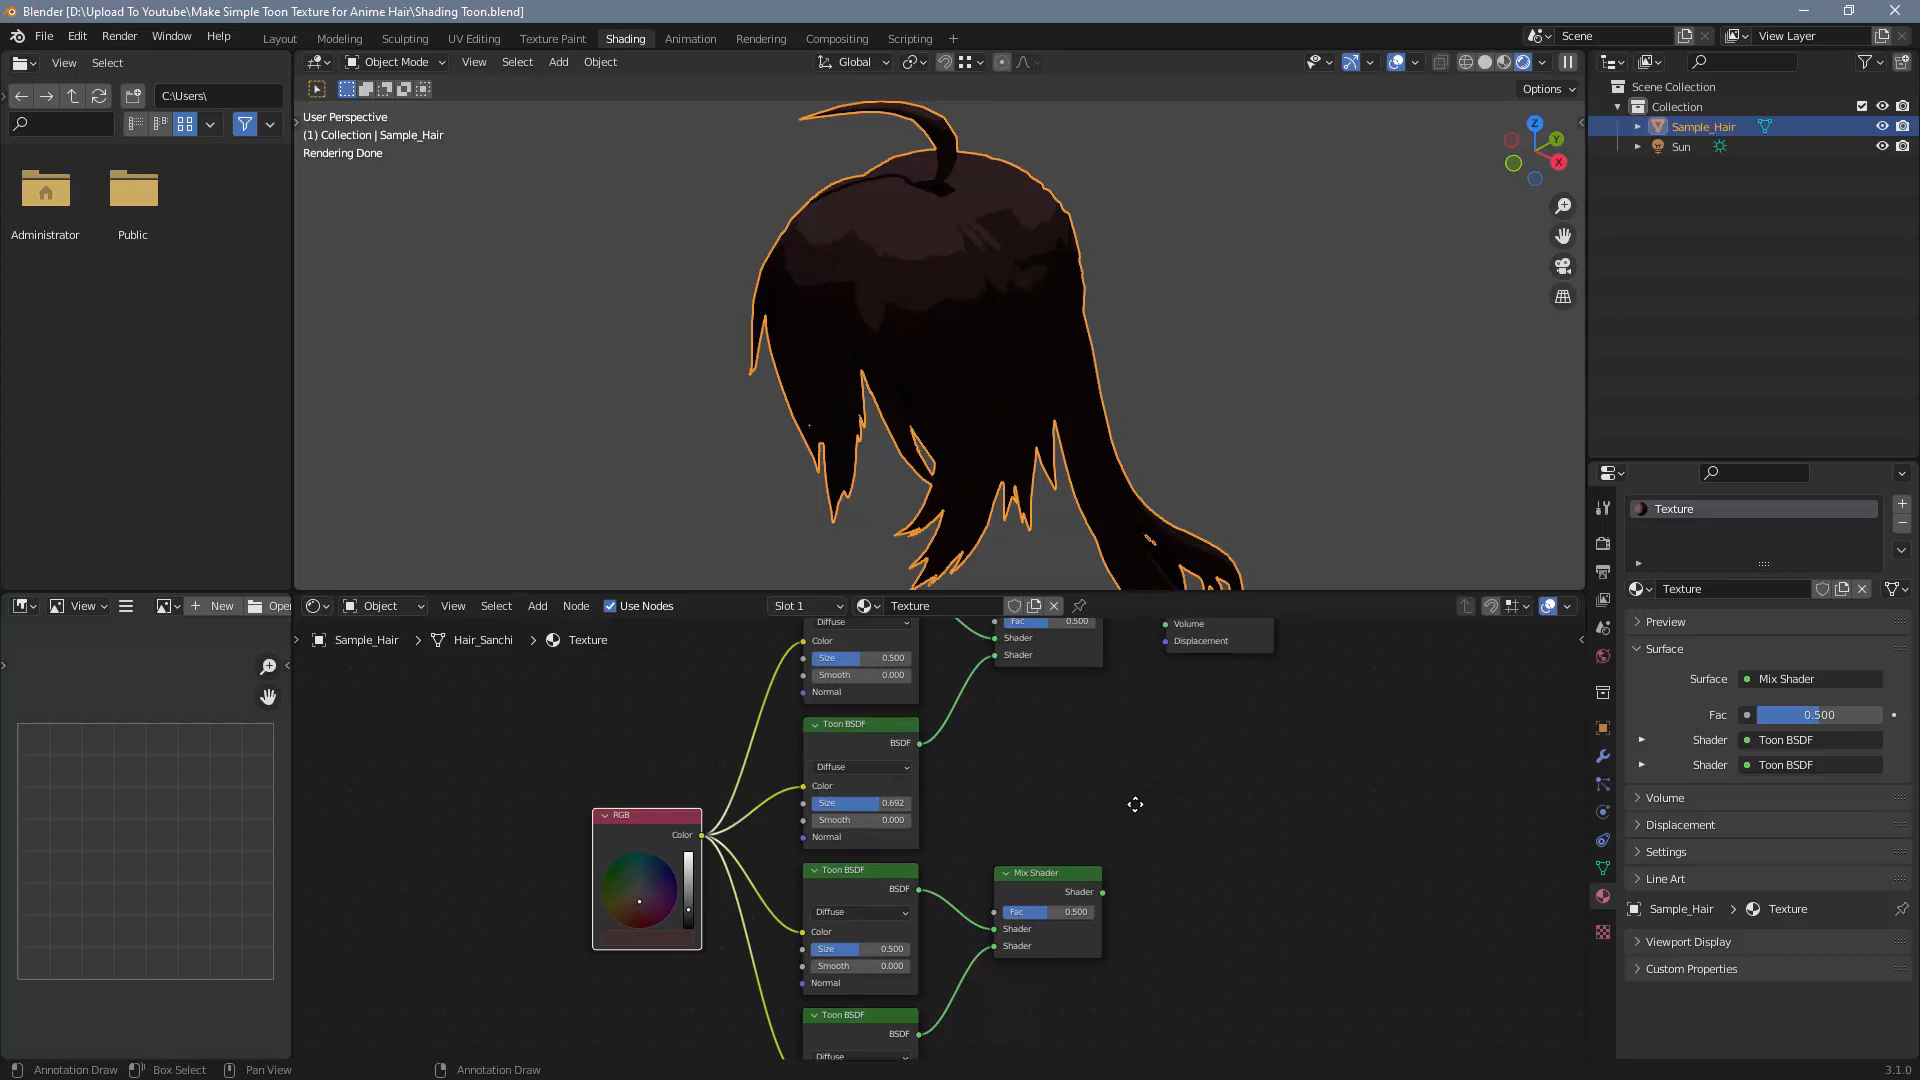 Blender [D:\Upload To Youtube\Make Simple Toon Texture for Anime Hair\Shading Toon.blend]
File Edit Render Window Help
Layout Modeling Sculpting UV Editing Texture Paint Shading Animation Rendering Compositing Scripting
Scene
View Layer
View Select
C:\Users\
Administrator
Public
Object Mode View Select Add Object
Global
Options
User Perspective
(1) Collection | Sample_Hair
Rendering Done
Z
Y
X
Scene Collection
Collection
Sample_Hair
Sun
Texture
Texture
Preview
Surface
Surface Mix Shader
Fac 0.500
Shader Toon BSDF
Shader Toon BSDF
Volume
Displacement
Settings
Line Art
Sample_Hair Texture
Viewport Display
Custom Properties
View
New
Open
Object View Select Add Node Use Nodes
Slot 1
Texture
Sample_Hair Hair_Sanchi Texture
Diffuse
Color
Size 0.500
Smooth 0.000
Normal
Fac 0.500
Shader
Shader
Volume
Displacement
Toon BSDF
BSDF
Diffuse
Color
Size 0.692
Smooth 0.000
Normal
RGB
Color
Toon BSDF
BSDF
Diffuse
Color
Size 0.500
Smooth 0.000
Normal
Mix Shader
Shader
Fac 0.500
Shader
Shader
Toon BSDF
BSDF
Diffuse
Annotation Draw Box Select Pan View Annotation Draw
3.1.0